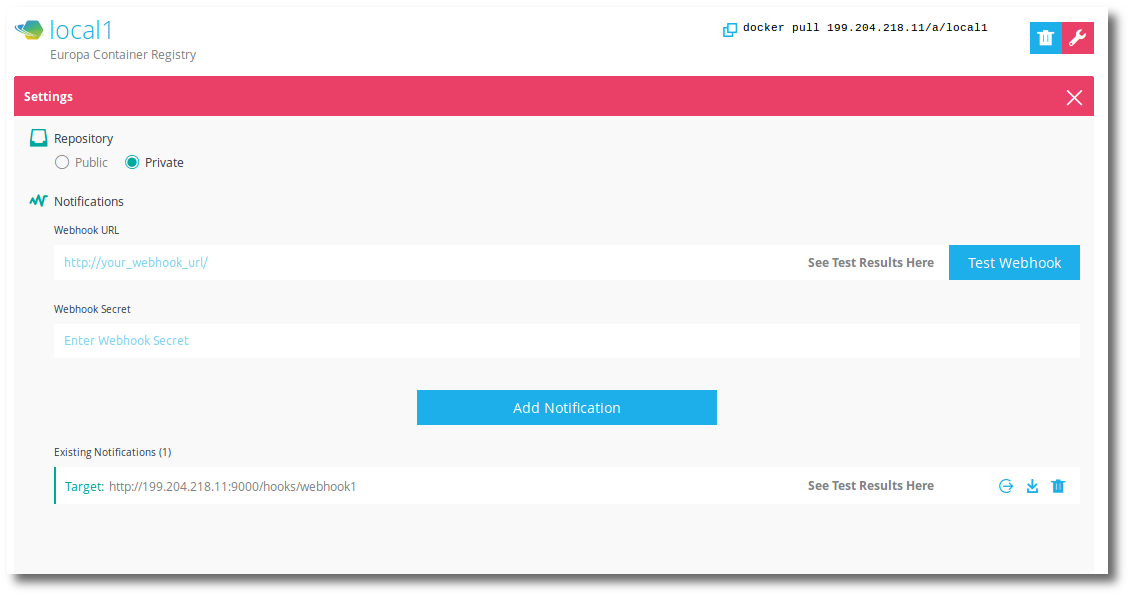 local1
docker pull 199.204.218.11/a/local1
Europa Container Registry
Settings
Repository
Public
Private
Notifications
Webhook URL
http://your_webhook_url/
See Test Results Here
Test Webhook
Webhook Secret
Enter Webhook Secret
Add Notification
Existing Notifications (1)
Target: http://199.204.218.11:9000/hooks/webhook1
See Test Results Here